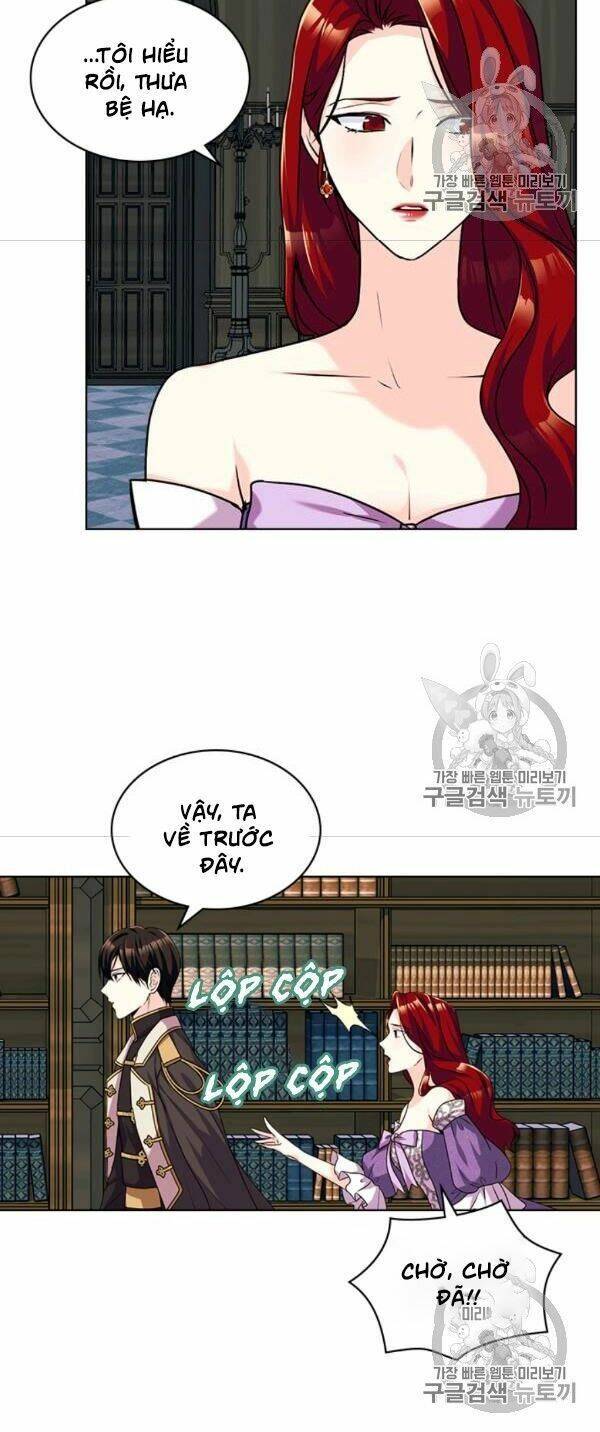 ...TÔI HIỂU
RỒI, THƯA
BỆ HẠ.
가장 빠른 웹툰 미리보기
구글검색 뉴토끼
가장 빠른 웹툰 미리보기
구글검색 뉴토끼
VẬY, TA
VỀ TRƯỚC
ĐÂY.
LỘP CỘP
LỘP CỘP
CHỜ, CHỜ
ĐÃ!!
미리
가장 빠른 웹툰 미리보기
구글검색 뉴토끼